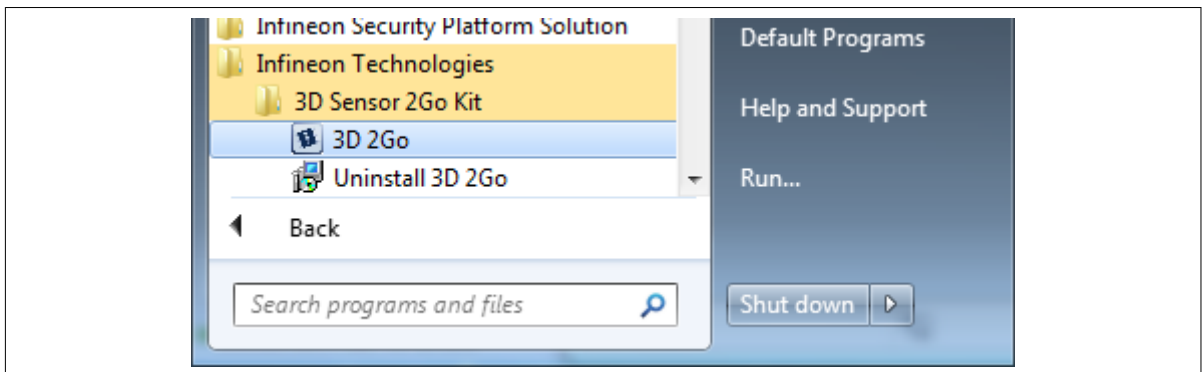 Infineon Security Platform Solution
Infineon Technologies
3D Sensor 2Go Kit
3D 2Go
Uninstall 3D 2Go
Back
Search programs and files
Default Programs
Help and Support
Run...
Shut down